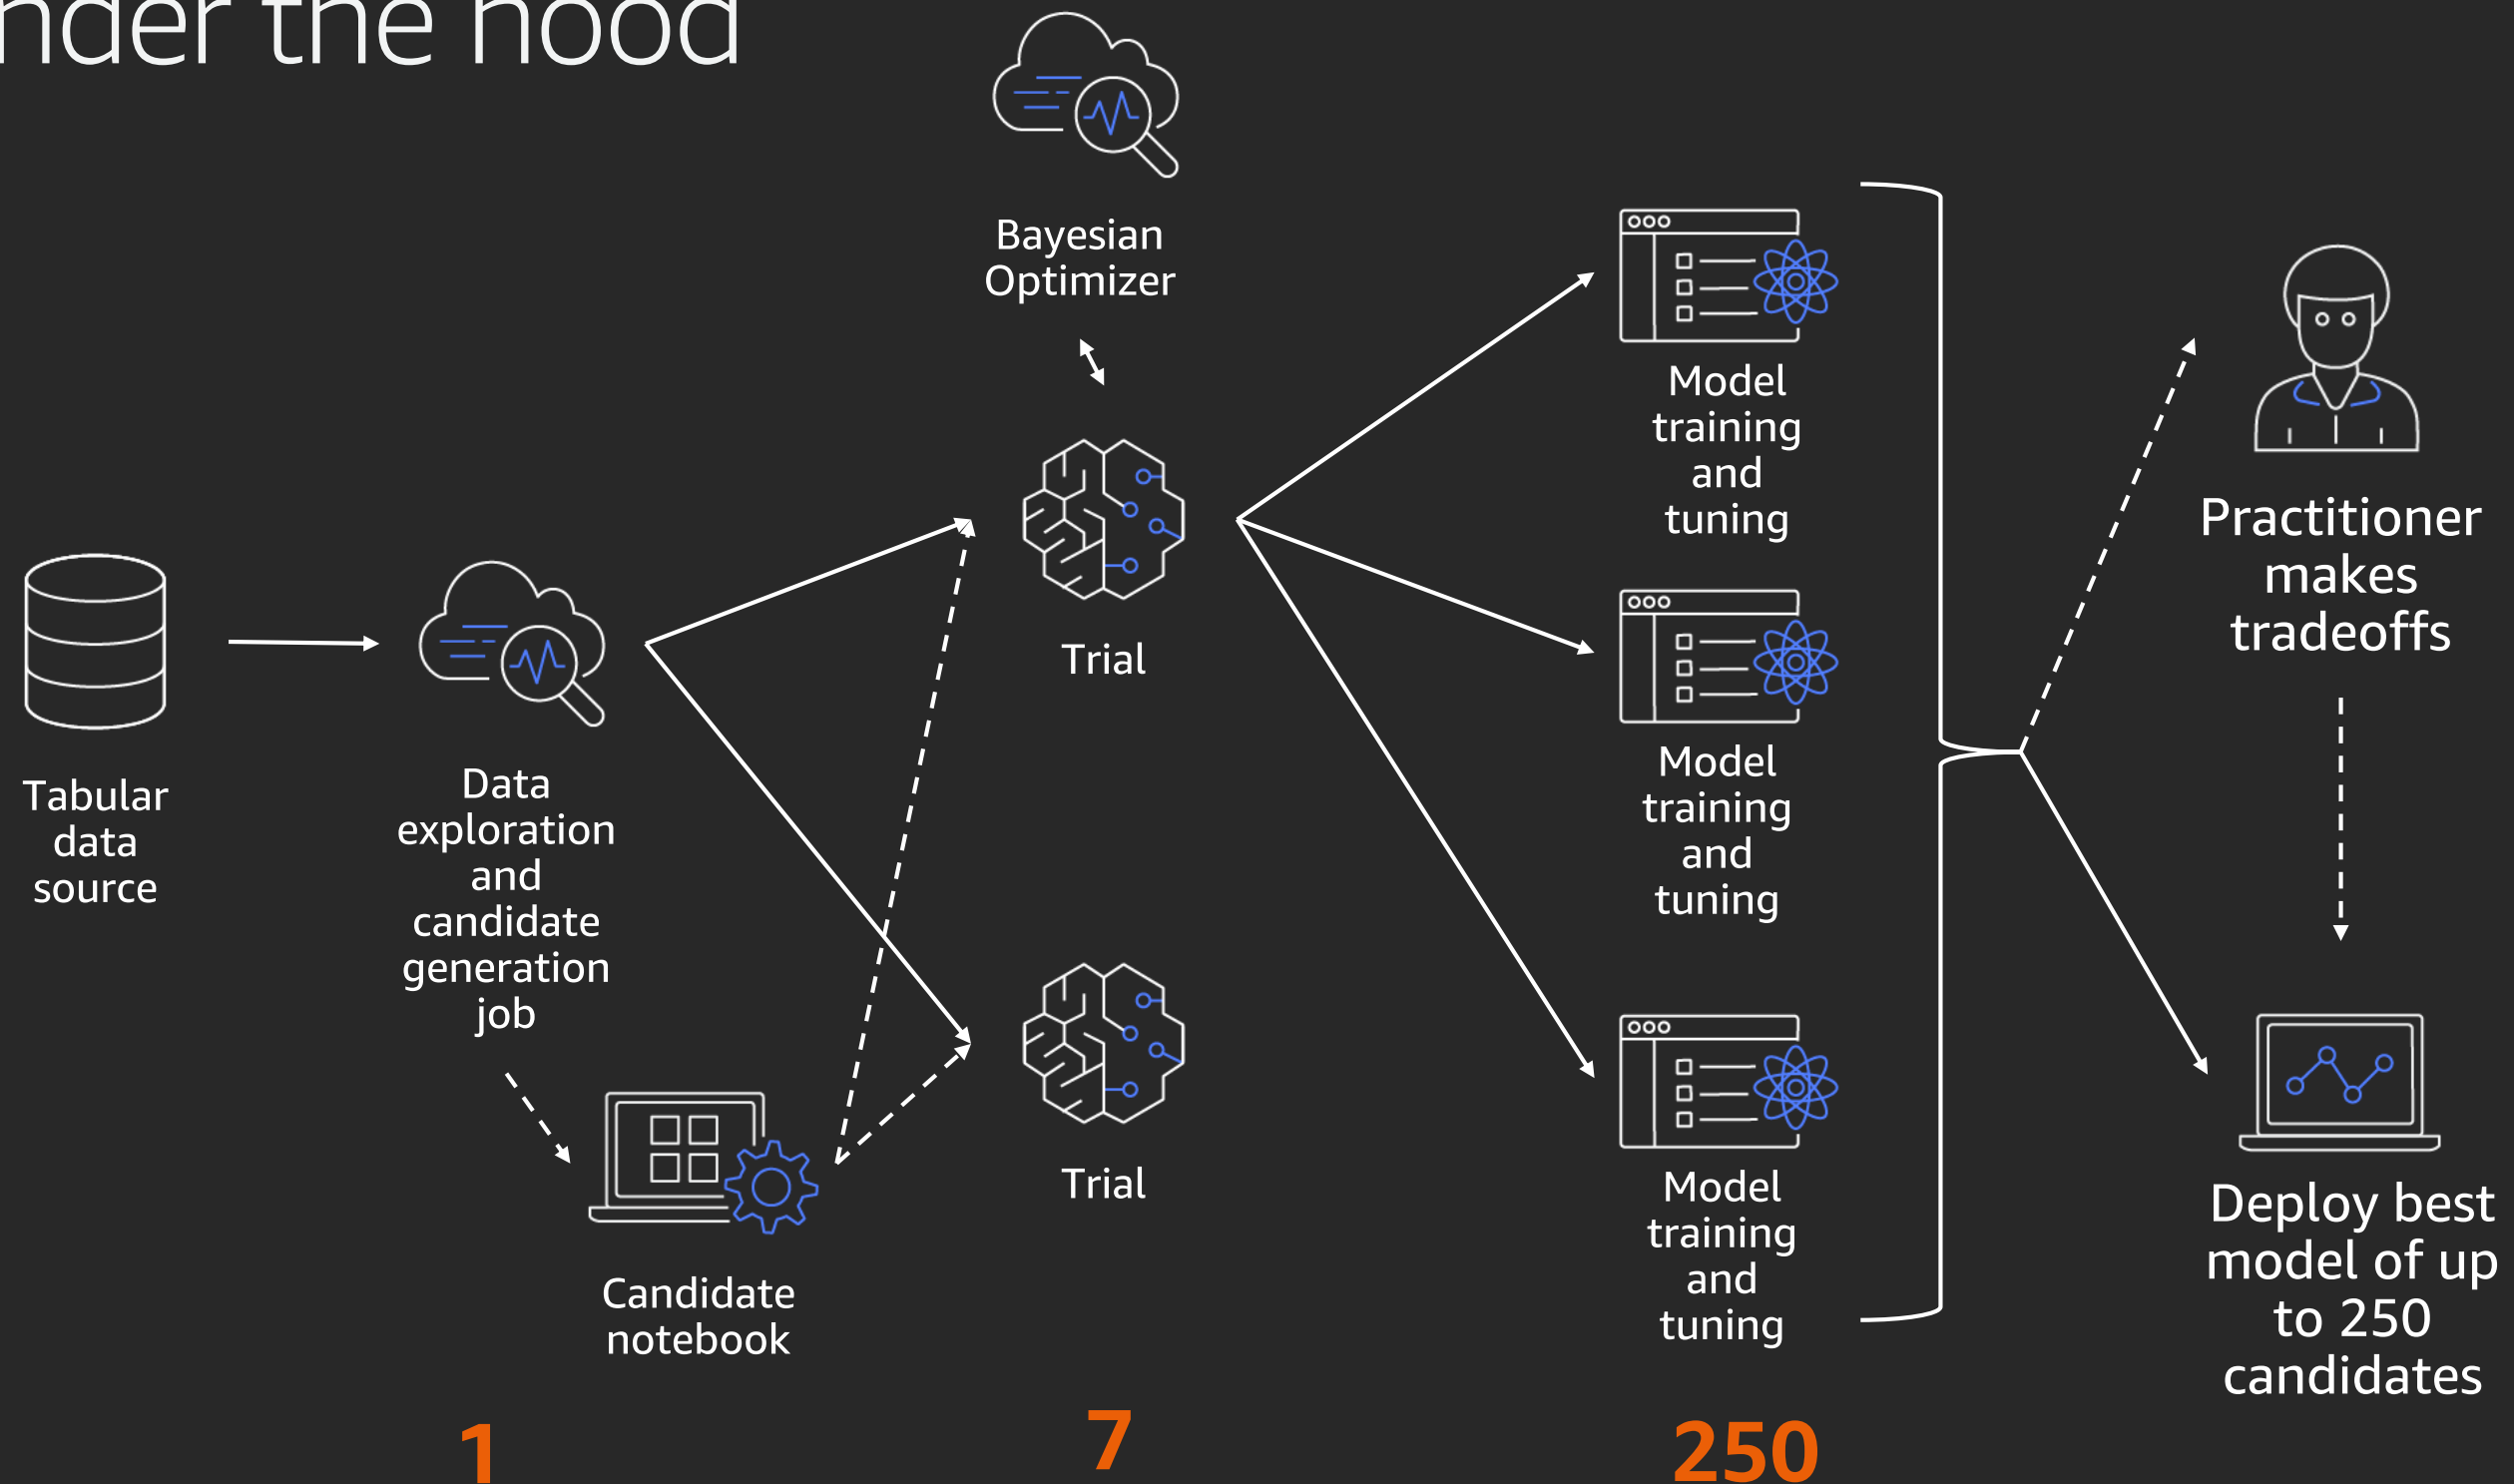 nder the hood
Bayesian
Optimizer
Model
training
and
tuning
Practitioner
makes
tradeoffs
Trial
Tabular
data
source
Data
exploration
and
candidate
generation
job
Model
training
and
tuning
Trial
Candidate
notebook
Model
training
and
tuning
Deploy best
model of up
to 250
candidates
1
7
250